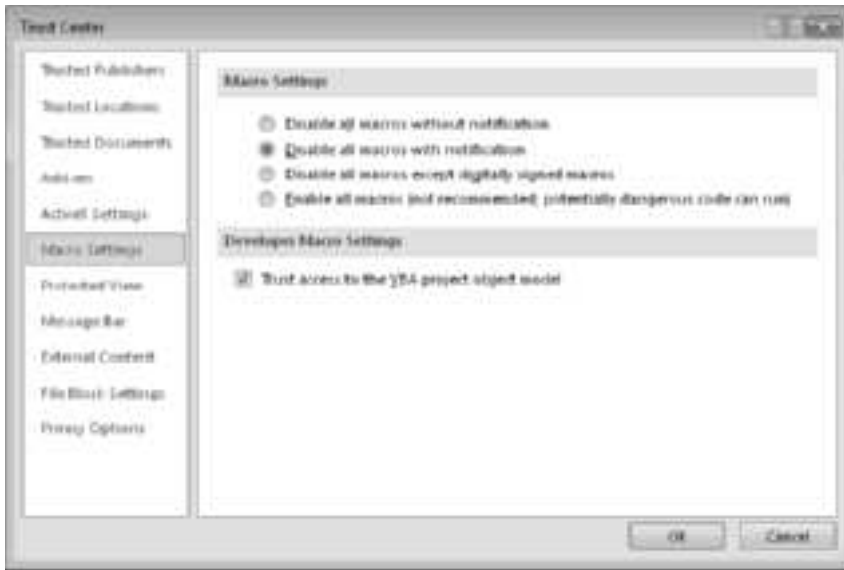 Trust Center
Trusted Publishers
Trusted Locations
Trusted Documents
Add-ins
ActiveX Settings
Macro Settings
Protected View
Message Bar
External Content
File Block Settings
Privacy Options
Macro Settings
Disable all macros without notification
Disable all macros with notification
Disable all macros except digitally signed macros
Enable all macros (not recommended; potentially dangerous code can run)
Developer Macro Settings
Trust access to the VBA project object model
OK
Cancel